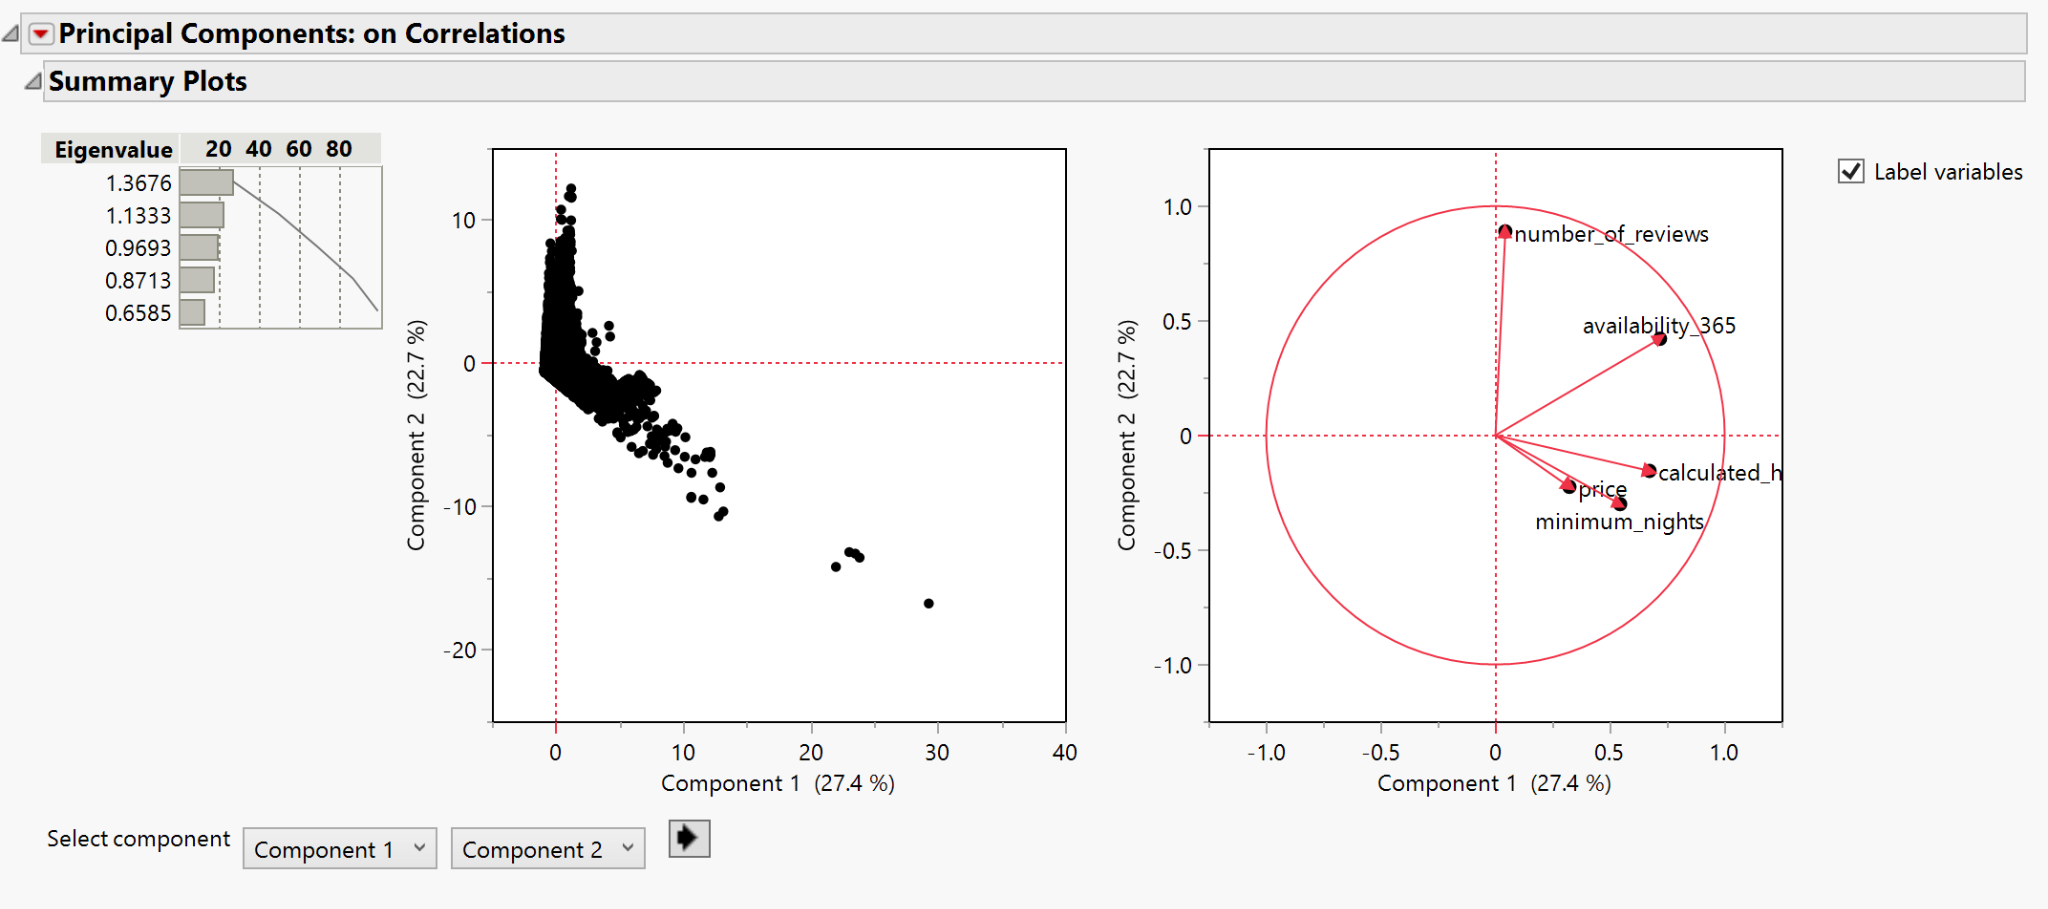 Principal Components: on Correlations
Summary Plots
Eigenvalue 20 40 60 80
1.3676
1.1333
0.9693
0.8713
0.6585
10
0
-10
-20
Component 2 (22.7 %)
0 10 20 30 40
Component 1 (27.4 %)
1.0
0.5
0
-0.5
-1.0
Component 2 (22.7 %)
number_of_reviews
availability_365
calculated_h
price
minimum_nights
-1.0 -0.5 0 0.5 1.0
Component 1 (27.4 %)
Label variables
Select component Component 1 Component 2